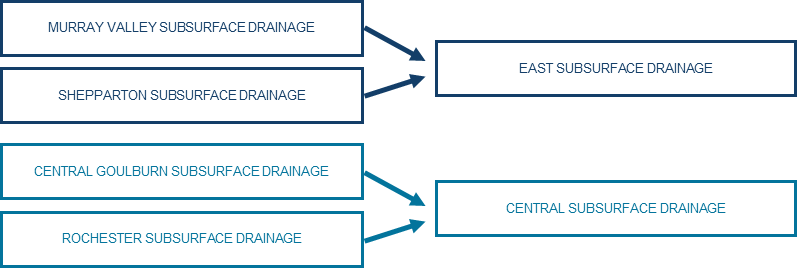 MURRAY VALLEY SUBSURFACE DRAINAGE
SHEPPARTON SUBSURFACE DRAINAGE
EAST SUBSURFACE DRAINAGE
CENTRAL GOULBURN SUBSURFACE DRAINAGE
ROCHESTER SUBSURFACE DRAINAGE
CENTRAL SUBSURFACE DRAINAGE